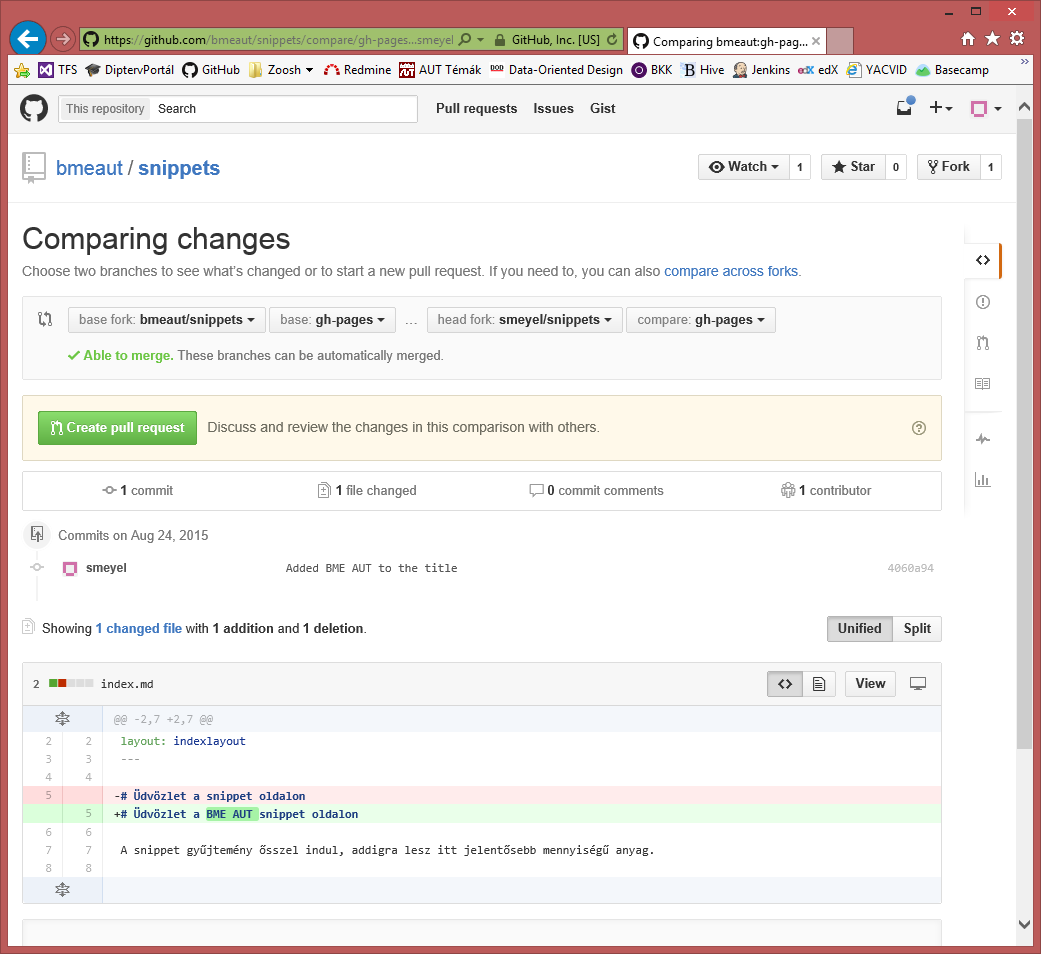 https://github.com/bmeaut/snippets/compare/gh-pages...smeyel GitHub, Inc. [US] Comparing bmeaut:gh-pag...
TFS DiptervPortál GitHub Zoosh Redmine AUT Témák Data-Oriented Design BKK Hive Jenkins edX YACVID Basecamp
This repository Search Pull requests Issues Gist
bmeaut / snippets Watch 1 Star 0 Fork 1
Comparing changes
Choose two branches to see what's changed or to start a new pull request. If you need to, you can also compare across forks.
base fork: bmeaut/snippets base: gh-pages ... head fork: smeyel/snippets compare: gh-pages
Able to merge. These branches can be automatically merged.
Create pull request Discuss and review the changes in this comparison with others.
1 commit 1 file changed 0 commit comments 1 contributor
Commits on Aug 24, 2015
smeyel Added BME AUT to the title 4060a94
Showing 1 changed file with 1 addition and 1 deletion. Unified Split
2 index.md <> View
@@ -2,7 +2,7 @@
2 2 layout: indexlayout
3 3 ---
4 4
5 -# Üdvözlet a snippet oldalon
5 +# Üdvözlet a BME AUT snippet oldalon
6 6
7 7 A snippet gyűjtemény ősszel indul, addigra lesz itt jelentősebb mennyiségű anyag.
8 8